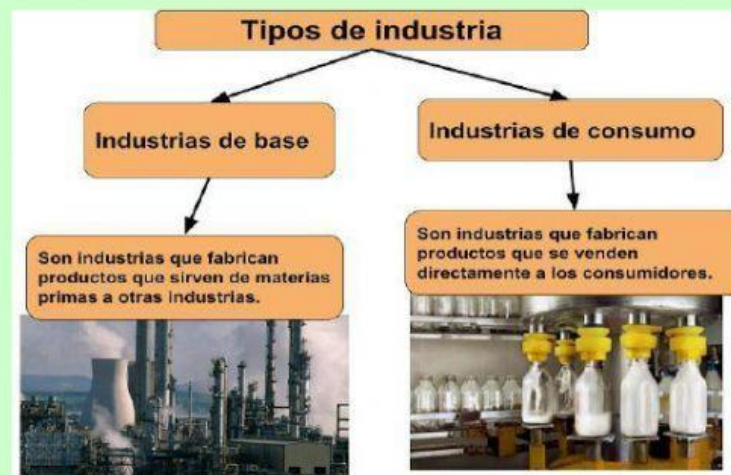 Tipos de industria
Industrias de base
Industrias de consumo
Son industrias que fabrican
productos que sirven de materias
primas a otras industrias.
Son industrias que fabrican
productos que se venden
directamente a los consumidores.